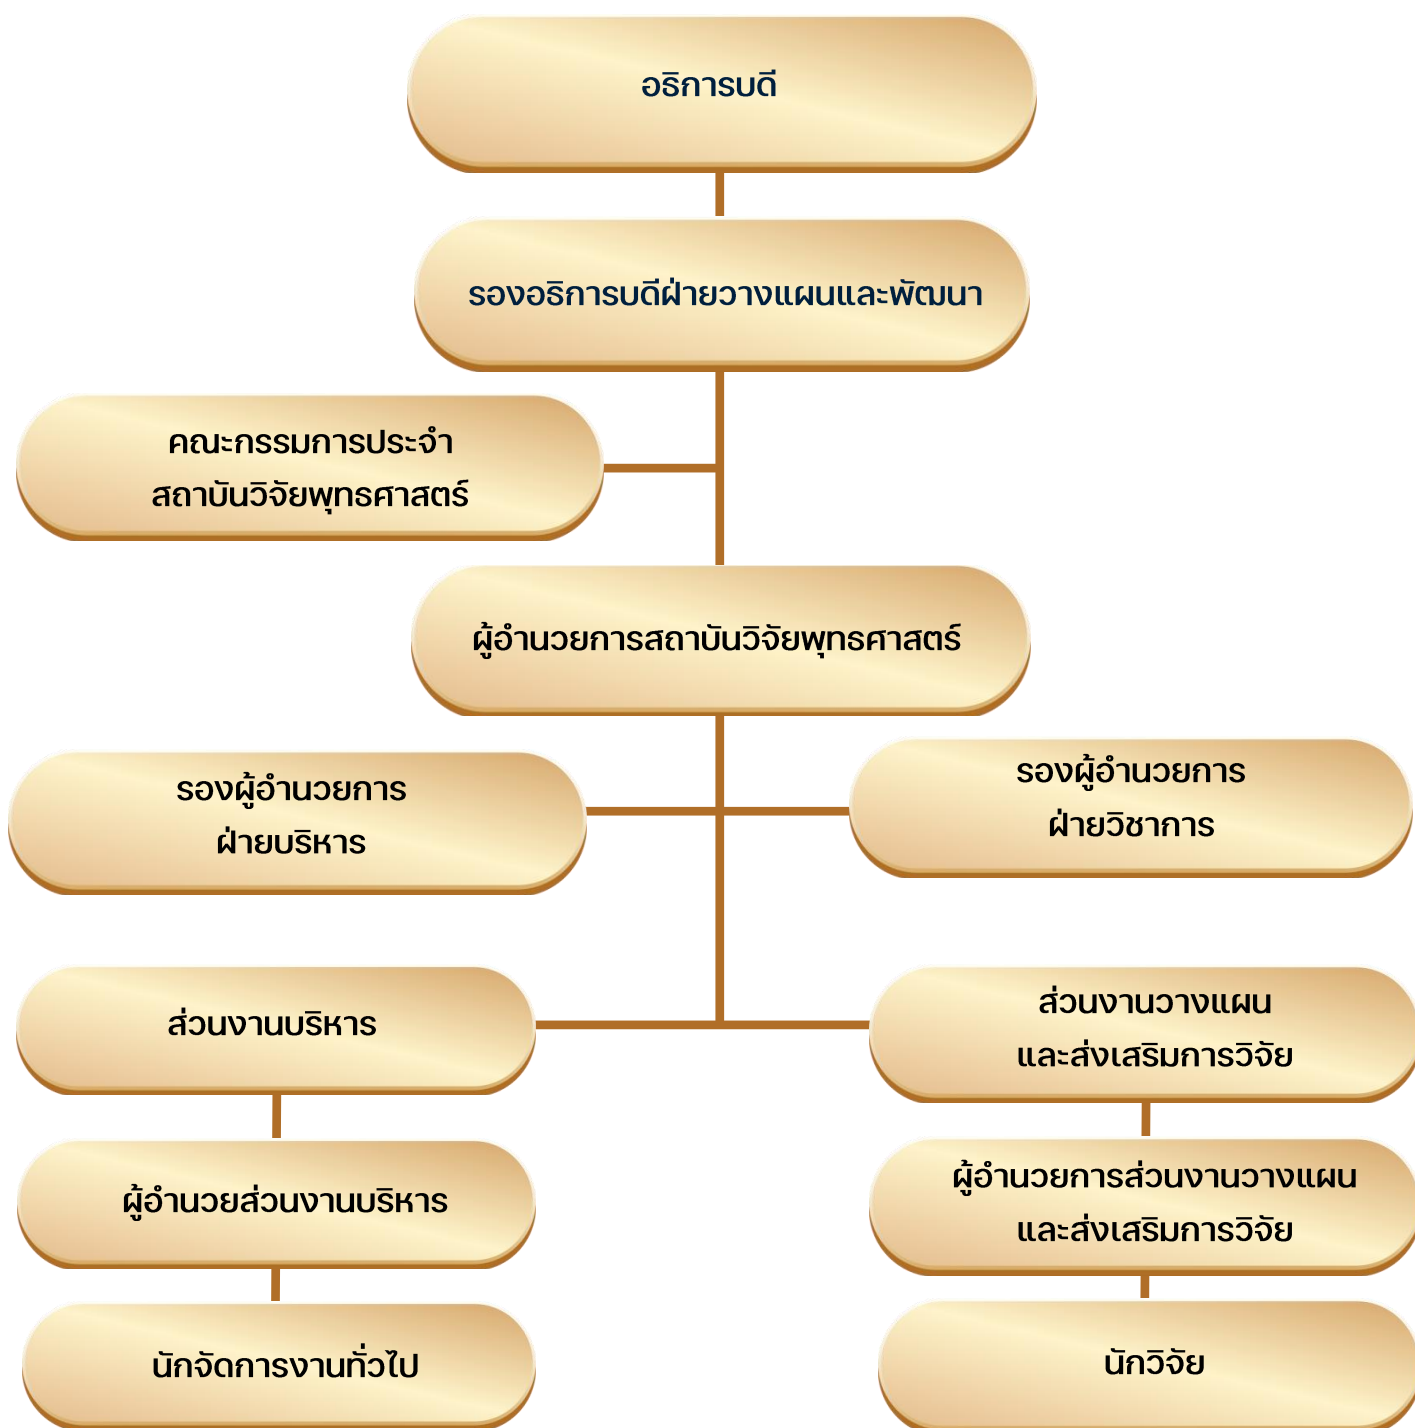 อธิการบดี
รองอธิการบดีฝ่ายวางแผนและพัฒนา
คณะกรรมการประจำ
สถาบันวิจัยพุทธศาสตร์
ผู้อำนวยการสถาบันวิจัยพุทธศาสตร์
รองผู้อำนวยการ
ฝ่ายบริหาร
รองผู้อำนวยการ
ฝ่ายวิชาการ
ส่วนงานบริหาร
ส่วนงานวางแผน
และส่งเสริมการวิจัย
ผู้อำนวยส่วนงานบริหาร
ผู้อำนวยการส่วนงานวางแผน
และส่งเสริมการวิจัย
นักจัดการงานทั่วไป
นักวิจัย